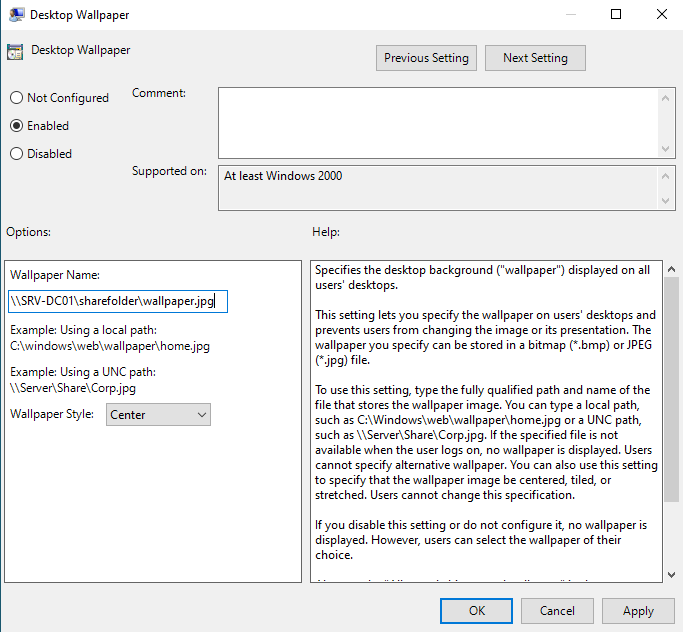 Desktop Wallpaper
Desktop Wallpaper
Previous Setting
Next Setting
Not Configured
Enabled
Disabled
Comment:
Supported on:
At least Windows 2000
Options:
Help:
Wallpaper Name:
\\SRV-DC01\sharefolder\wallpaper.jpg
Example: Using a local path:
C:\windows\web\wallpaper\home.jpg
Example: Using a UNC path:
\\Server\Share\Corp.jpg
Wallpaper Style:
Center
Specifies the desktop background ("wallpaper") displayed on all
users' desktops.
This setting lets you specify the wallpaper on users' desktops and
prevents users from changing the image or its presentation. The
wallpaper you specify can be stored in a bitmap (*.bmp) or JPEG
(*.jpg) file.
To use this setting, type the fully qualified path and name of the
file that stores the wallpaper image. You can type a local path,
such as C:\Windows\web\wallpaper\home.jpg or a UNC path,
such as \\Server\Share\Corp.jpg. If the specified file is not
available when the user logs on, no wallpaper is displayed. Users
cannot specify alternative wallpaper. You can also use this setting
to specify that the wallpaper image be centered, tiled, or
stretched. Users cannot change this specification.
If you disable this setting or do not configure it, no wallpaper is
displayed. However, users can select the wallpaper of their
choice.
OK
Cancel
Apply